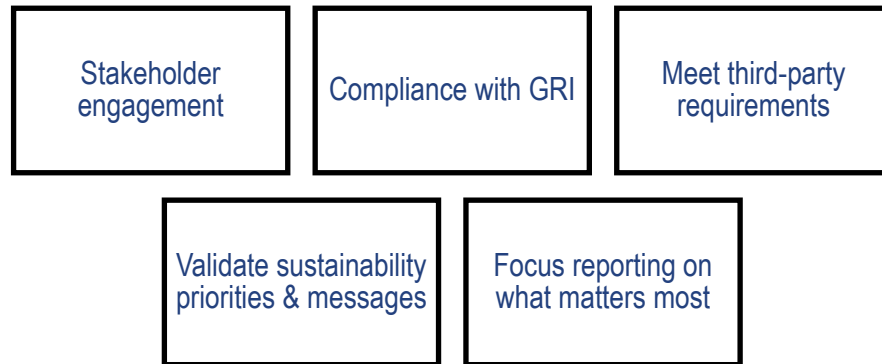 Stakeholder
engagement
Compliance with GRI
Meet third-party
requirements
Validate sustainability
priorities & messages
Focus reporting on
what matters most